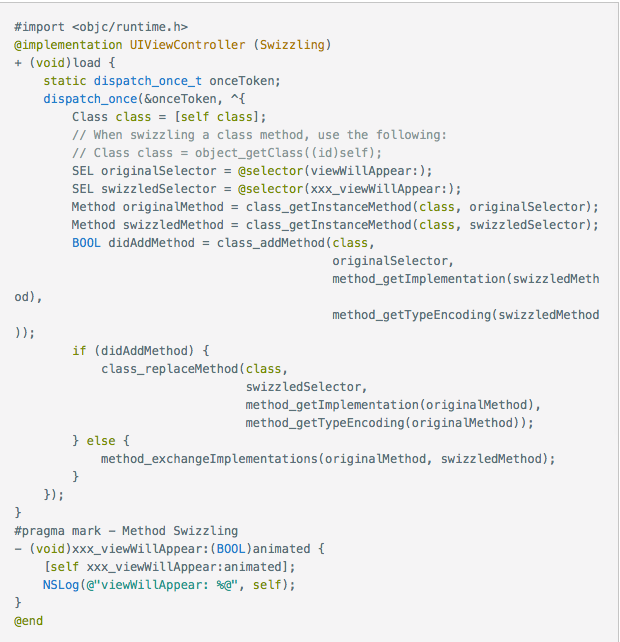 #import <objc/runtime.h>
@implementation UIViewController (Swizzling)
+ (void)load {
    static dispatch_once_t onceToken;
    dispatch_once(&onceToken, ^{
        Class class = [self class];
        // When swizzling a class method, use the following:
        // Class class = object_getClass((id)self);
        SEL originalSelector = @selector(viewWillAppear:);
        SEL swizzledSelector = @selector(xxx_viewWillAppear:);
        Method originalMethod = class_getInstanceMethod(class, originalSelector);
        Method swizzledMethod = class_getInstanceMethod(class, swizzledSelector);
        BOOL didAddMethod = class_addMethod(class,
                                            originalSelector,
                                            method_getImplementation(swizzledMeth
od),
                                            method_getTypeEncoding(swizzledMethod
));
        if (didAddMethod) {
            class_replaceMethod(class,
                                swizzledSelector,
                                method_getImplementation(originalMethod),
                                method_getTypeEncoding(originalMethod));
        } else {
            method_exchangeImplementations(originalMethod, swizzledMethod);
        }
    });
}
#pragma mark - Method Swizzling
- (void)xxx_viewWillAppear:(BOOL)animated {
    [self xxx_viewWillAppear:animated];
    NSLog(@"viewWillAppear: %@", self);
}
@end